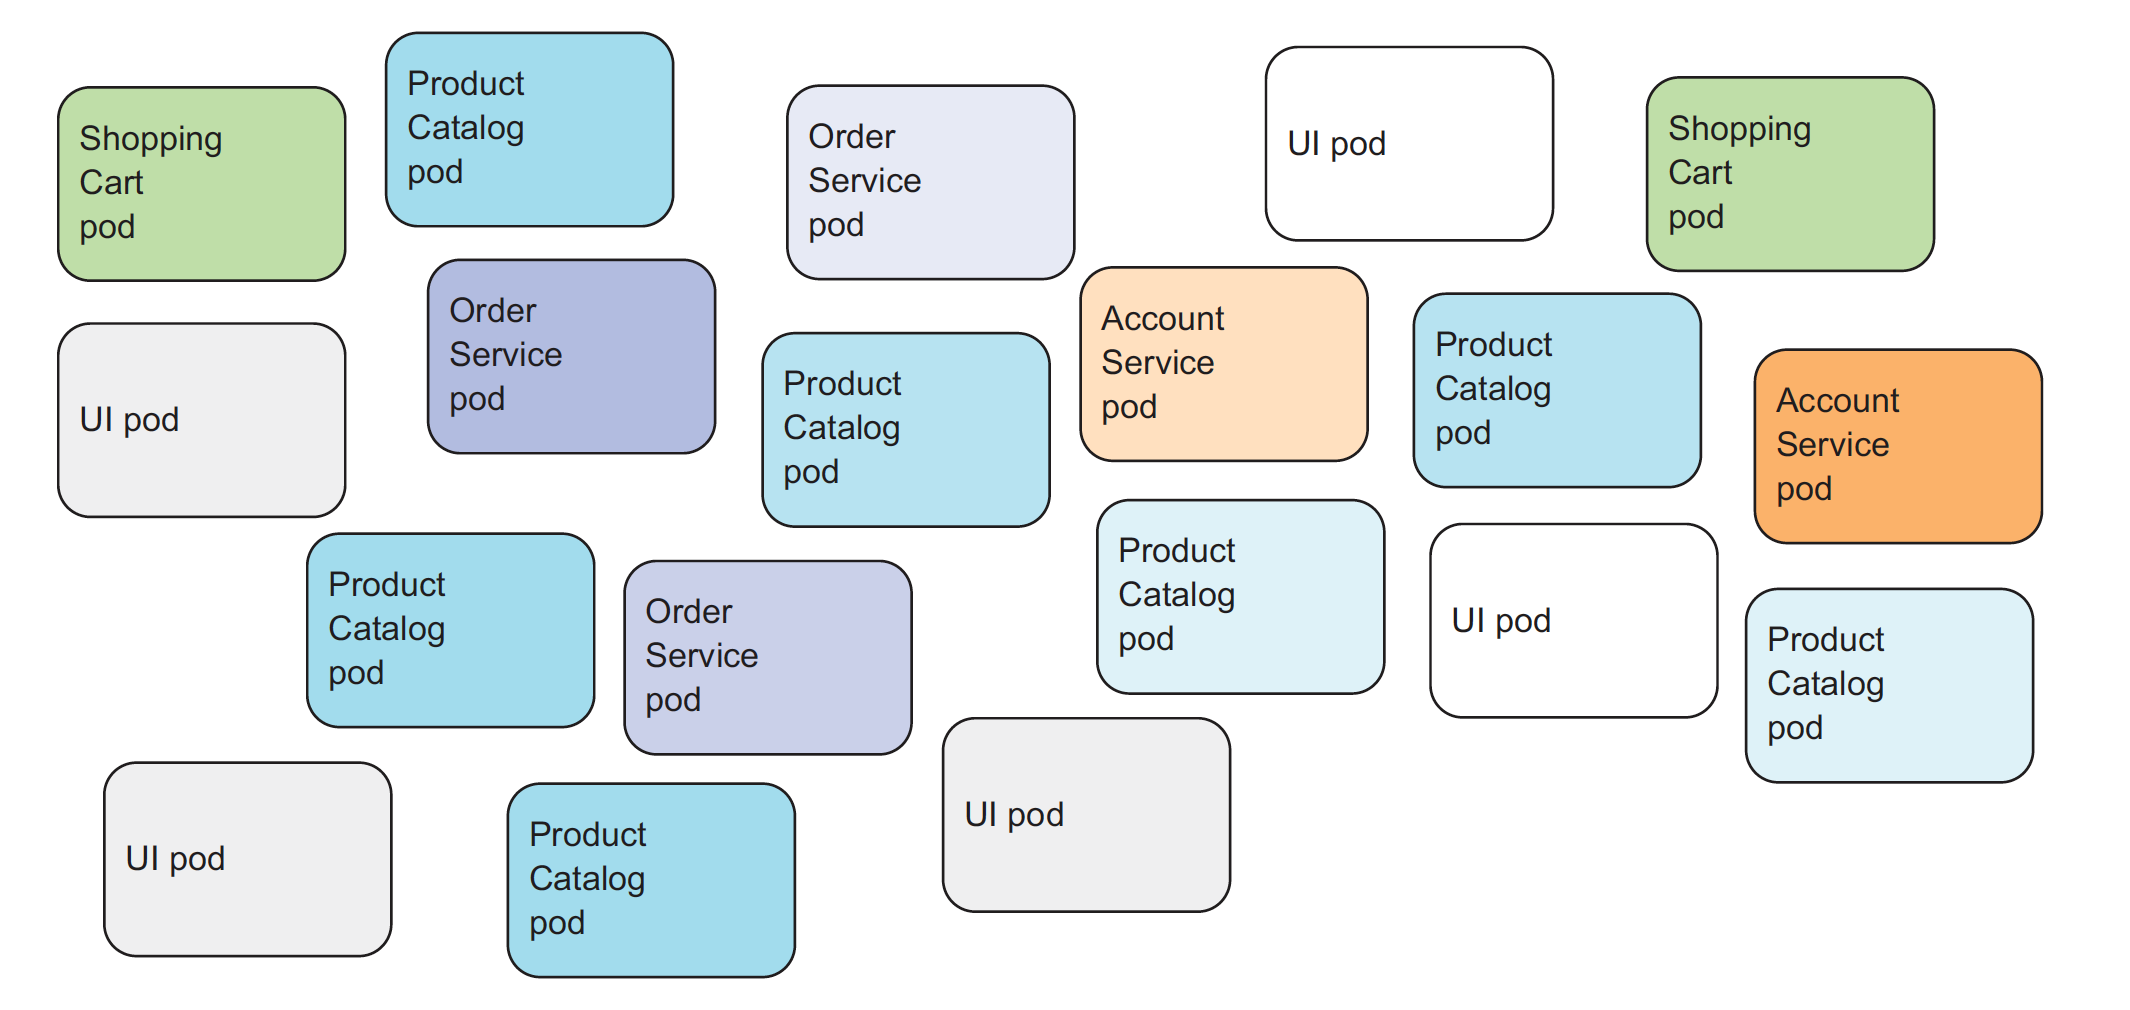 Shopping
Cart
pod
Product
Catalog
pod
Order
Service
pod
UI pod
Shopping
Cart
pod
UI pod
Order
Service
pod
Product
Catalog
pod
Account
Service
pod
Product
Catalog
pod
Account
Service
pod
Product
Catalog
pod
Order
Service
pod
Product
Catalog
pod
UI pod
Product
Catalog
pod
UI pod
Product
Catalog
pod
UI pod